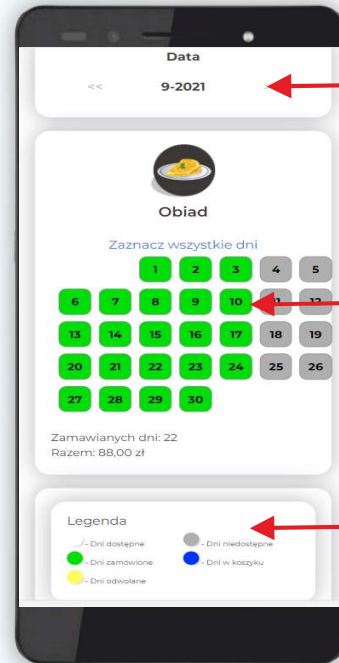 Data
<< 9-2021
Obiad
Zaznacz wszystkie dni
1 2 3 4 5
6 7 8 9 10 11 12
13 14 15 16 17 18 19
20 21 22 23 24 25 26
27 28 29 30
Zamawianych dni: 22
Razem: 88,00 zł
Legenda
- Dni dostępne - Dni niedostępne
- Dni zamówione - Dni w koszyku
- Dni odwołane